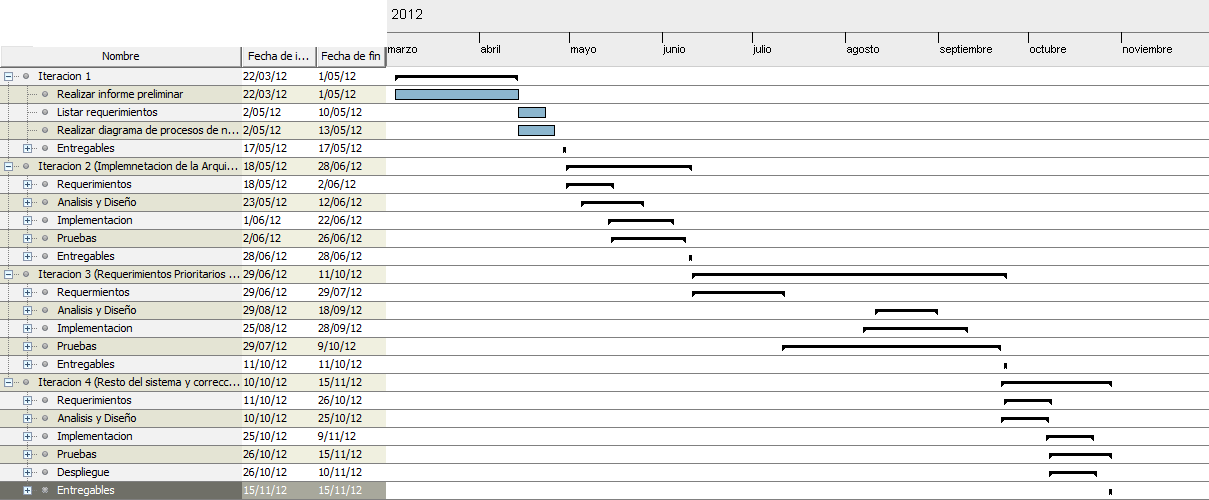 2012
Nombre Fecha de i... Fecha de fin marzo abril mayo junio julio agosto septiembre octubre noviembre
Iteracion 1 22/03/12 1/05/12
Realizar informe preliminar 22/03/12 1/05/12
Listar requerimientos 2/05/12 10/05/12
Realizar diagrama de procesos de n... 2/05/12 13/05/12
Entregables 17/05/12 17/05/12
Iteracion 2 (Implemnetacion de la Arqui... 18/05/12 28/06/12
Requerimientos 18/05/12 2/06/12
Analisis y Diseño 23/05/12 12/06/12
Implementacion 1/06/12 22/06/12
Pruebas 2/06/12 26/06/12
Entregables 28/06/12 28/06/12
Iteracion 3 (Requerimientos Prioritarios ... 29/06/12 11/10/12
Requermientos 29/06/12 29/07/12
Analisis y Diseño 29/08/12 18/09/12
Implementacion 25/08/12 28/09/12
Pruebas 29/07/12 9/10/12
Entregables 11/10/12 11/10/12
Iteracion 4 (Resto del sistema y correcc... 10/10/12 15/11/12
Requerimientos 11/10/12 26/10/12
Analisis y Diseño 10/10/12 25/10/12
Implementacion 25/10/12 9/11/12
Pruebas 26/10/12 15/11/12
Despliegue 26/10/12 10/11/12
Entregables 15/11/12 15/11/12